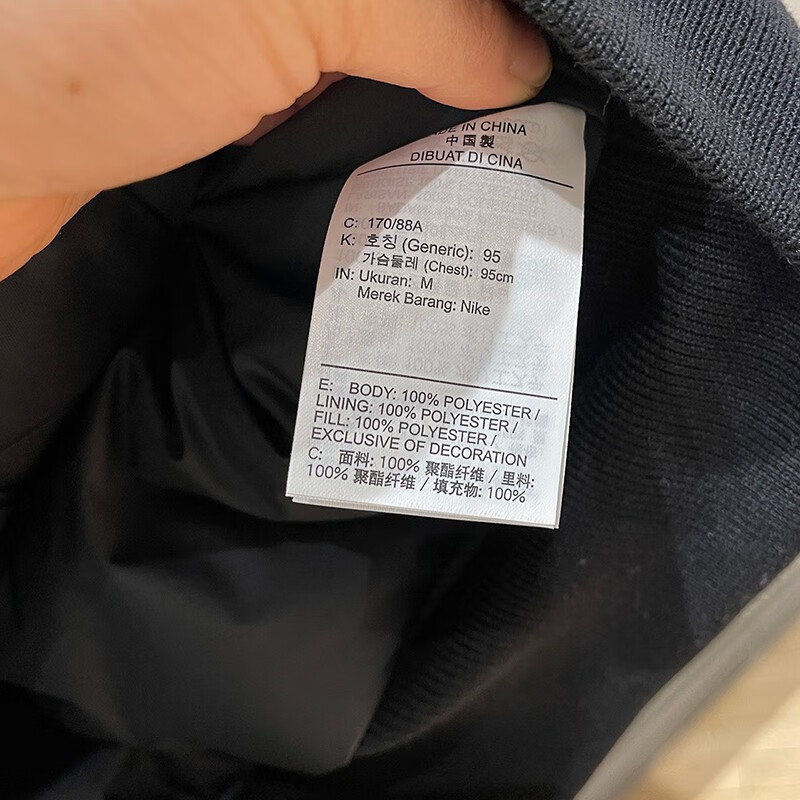 DE IN CHINA
中国製
DIBUAT DI CINA
C: 170/88A
K: 호칭 (Generic): 95
가슴둘레 (Chest): 95cm
IN: Ukuran: M
Merek Barang: Nike
E: BODY: 100% POLYESTER /
LINING: 100% POLYESTER /
FILL: 100% POLYESTER /
EXCLUSIVE OF DECORATION
C: 面料: 100% 聚酯纤维 / 里料:
100% 聚酯纤维 / 填充物: 100%